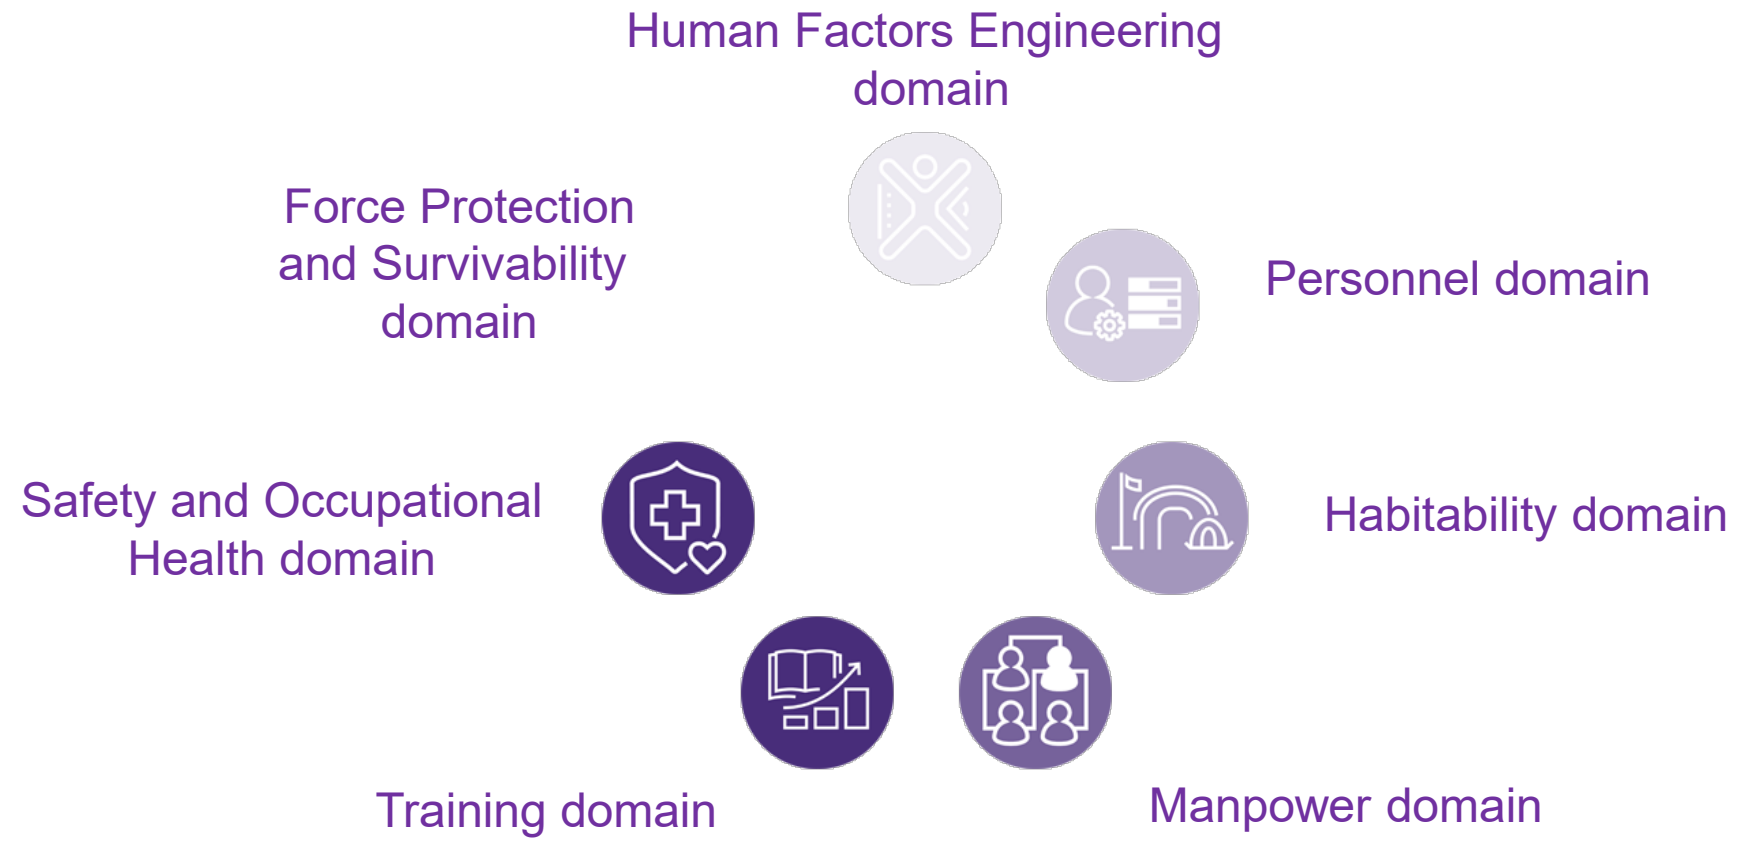 Human Factors Engineering
domain
Force Protection
and Survivability
domain
Personnel domain
Safety and Occupational
Health domain
Habitability domain
Training domain
Manpower domain